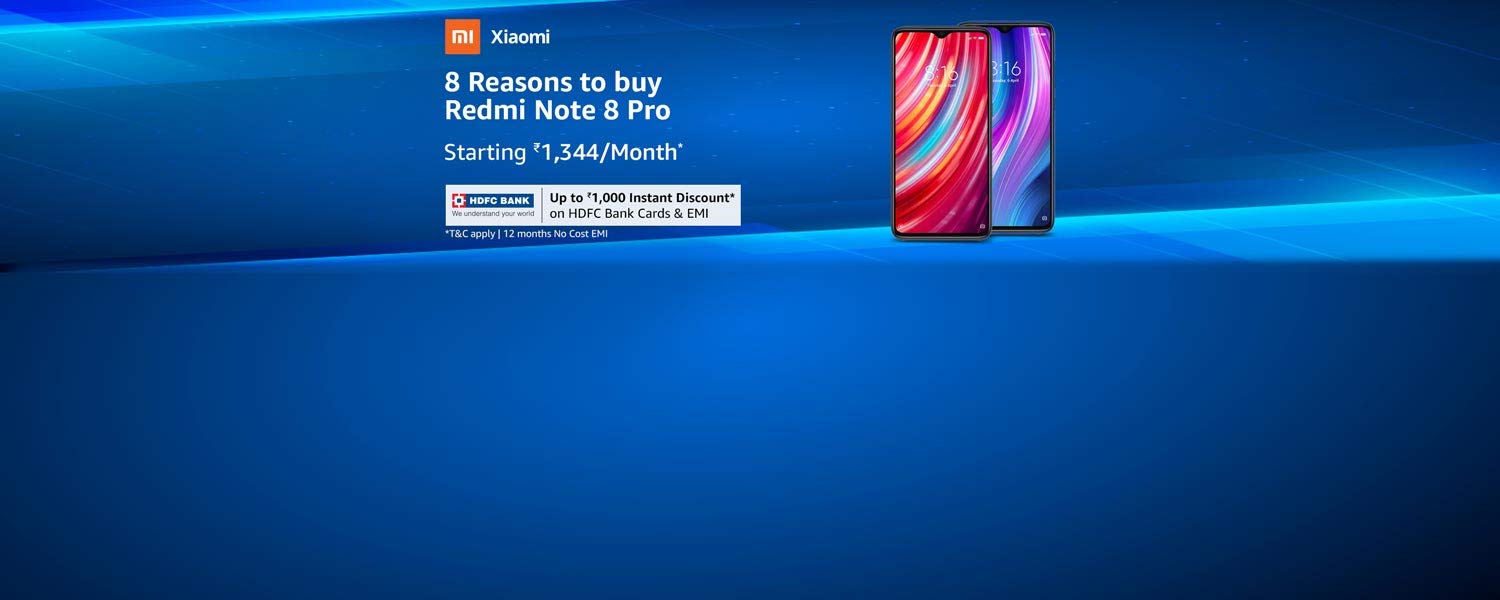 mi Xiaomi
8 Reasons to buy
Redmi Note 8 Pro
Starting ₹1,344/Month*
HDFC BANK
We understand your world
Up to ₹1,000 Instant Discount*
on HDFC Bank Cards & EMI
*T&C apply | 12 months No Cost EMI
8:16
8:16